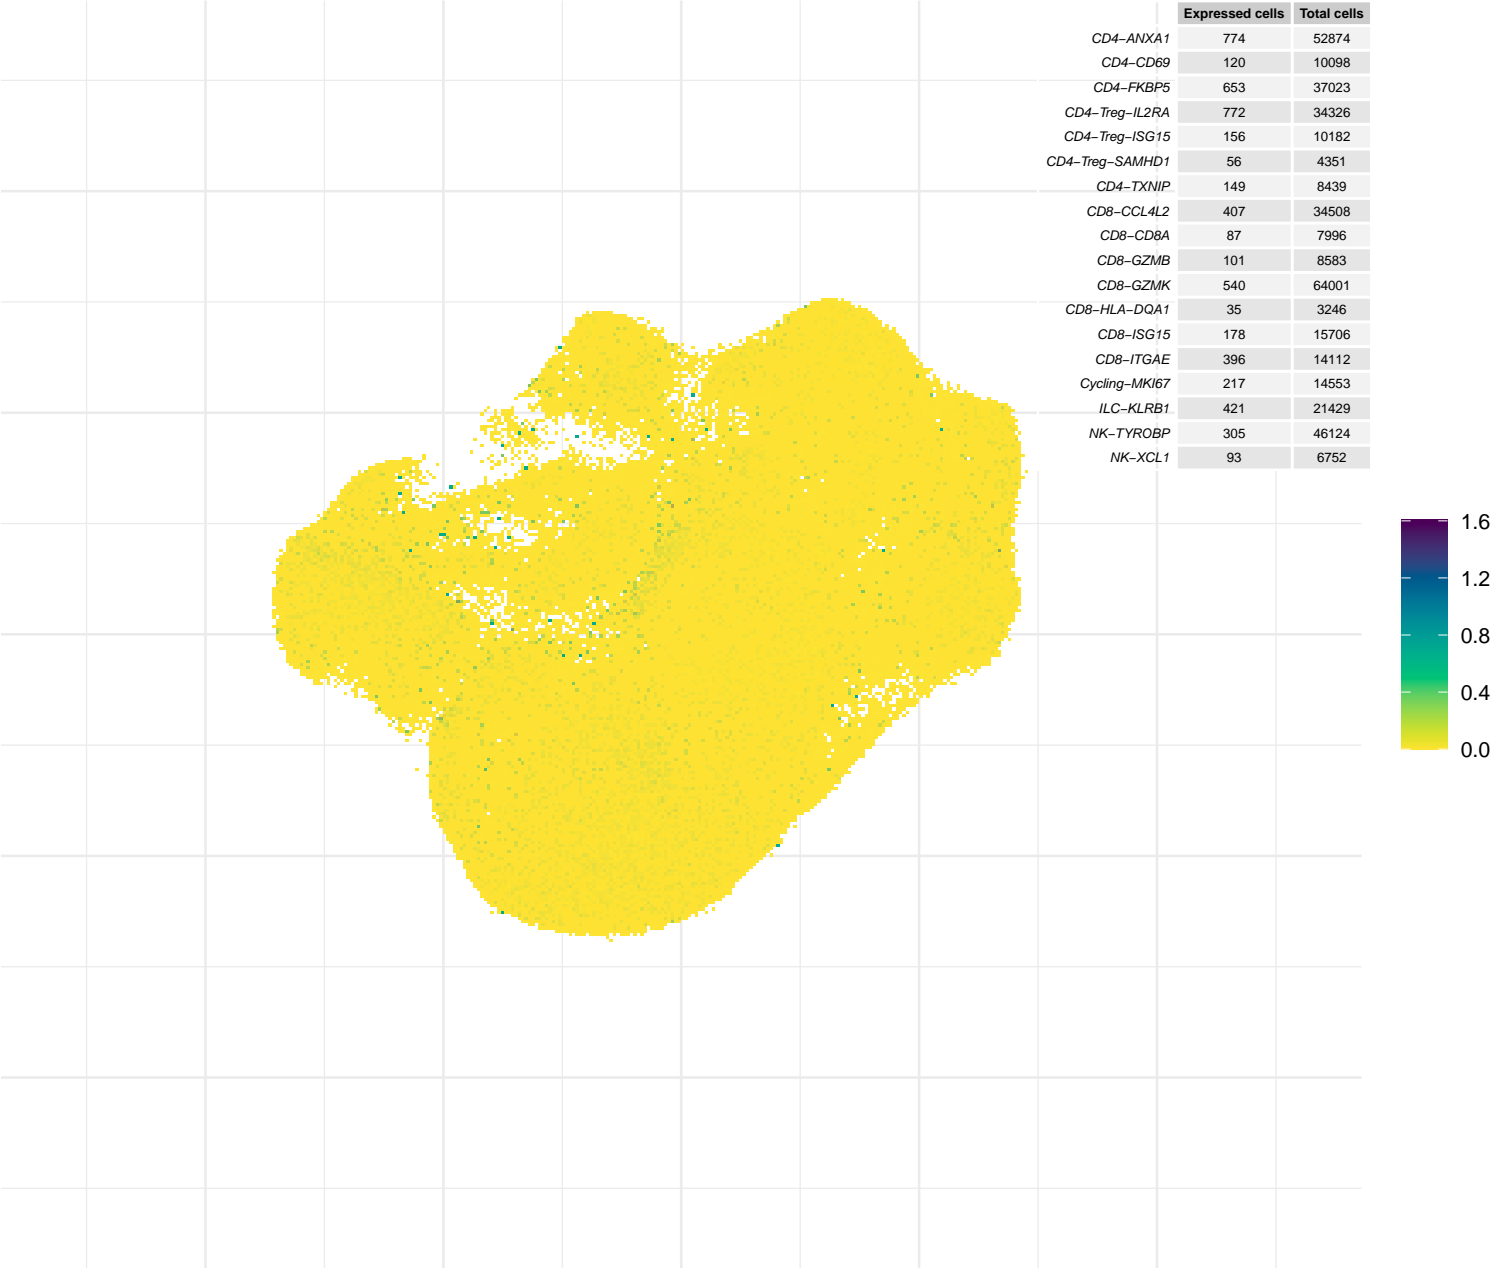 Expressed cells Total cells
CD4−ANXA1 774 52874
CD4−CD69 120 10098
CD4−FKBP5 653 37023
CD4−Treg−IL2RA 772 34326
CD4−Treg−ISG15 156 10182
CD4−Treg−SAMHD1 56 4351
CD4−TXNIP 149 8439
CD8−CCL4L2 407 34508
CD8−CD8A 87 7996
CD8−GZMB 101 8583
CD8−GZMK 540 64001
CD8−HLA−DQA1 35 3246
CD8−ISG15 178 15706
CD8−ITGAE 396 14112
Cycling−MKI67 217 14553
ILC−KLRB1 421 21429
NK−TYROBP 305 46124
NK−XCL1 93 6752
1.6
1.2
0.8
0.4
0.0